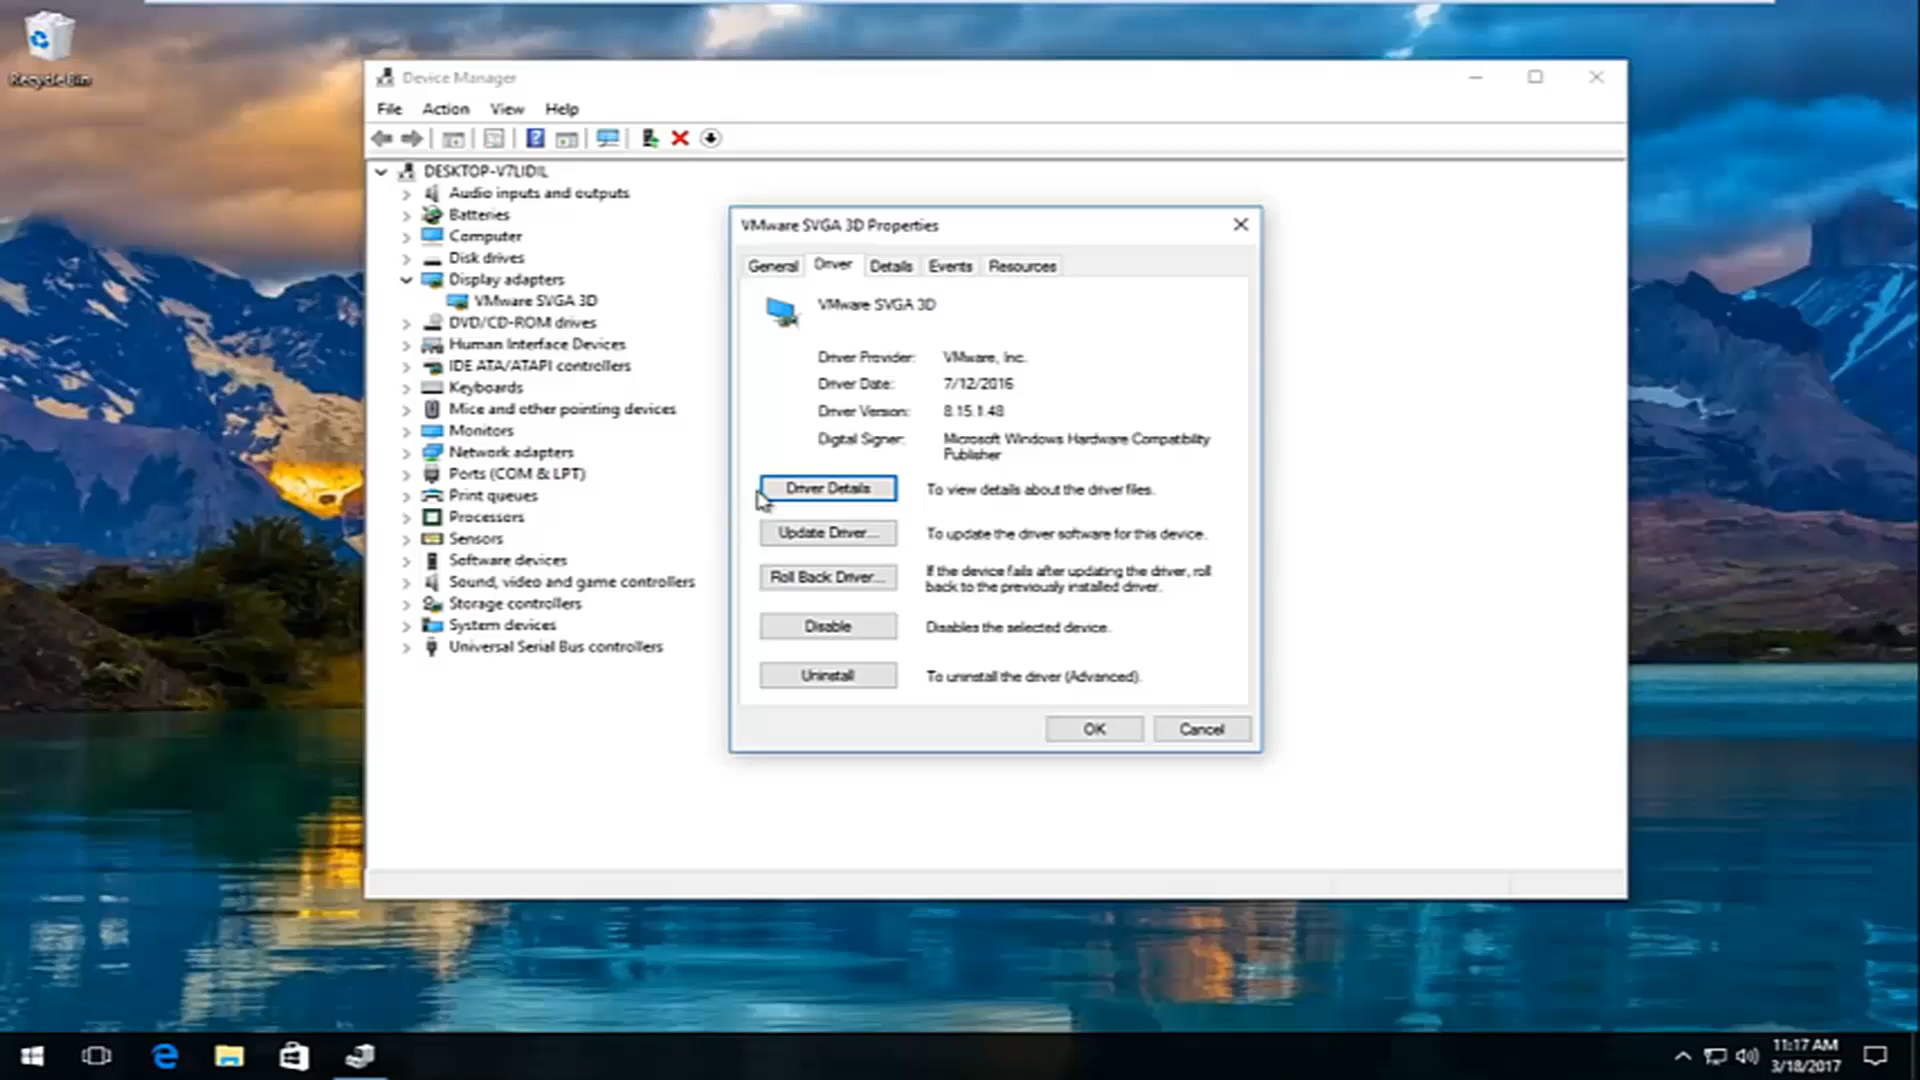 Recycle Bin
Device Manager
File Action View Help
DESKTOP-V7LIDIL
Audio inputs and outputs
Batteries
Computer
Disk drives
Display adapters
VMware SVGA 3D
DVD/CD-ROM drives
Human Interface Devices
IDE ATA/ATAPI controllers
Keyboards
Mice and other pointing devices
Monitors
Network adapters
Ports (COM & LPT)
Print queues
Processors
Sensors
Software devices
Sound, video and game controllers
Storage controllers
System devices
Universal Serial Bus controllers
VMware SVGA 3D Properties
General Driver Details Events Resources
VMware SVGA 3D
Driver Provider: VMware, Inc.
Driver Date: 7/12/2016
Driver Version: 8.15.1.48
Digital Signer: Microsoft Windows Hardware Compatibility
Publisher
Driver Details To view details about the driver files.
Update Driver... To update the driver software for this device.
Roll Back Driver... If the device fails after updating the driver, roll
back to the previously installed driver.
Disable Disables the selected device.
Uninstall To uninstall the driver (Advanced).
OK Cancel
11:17 AM
3/18/2017